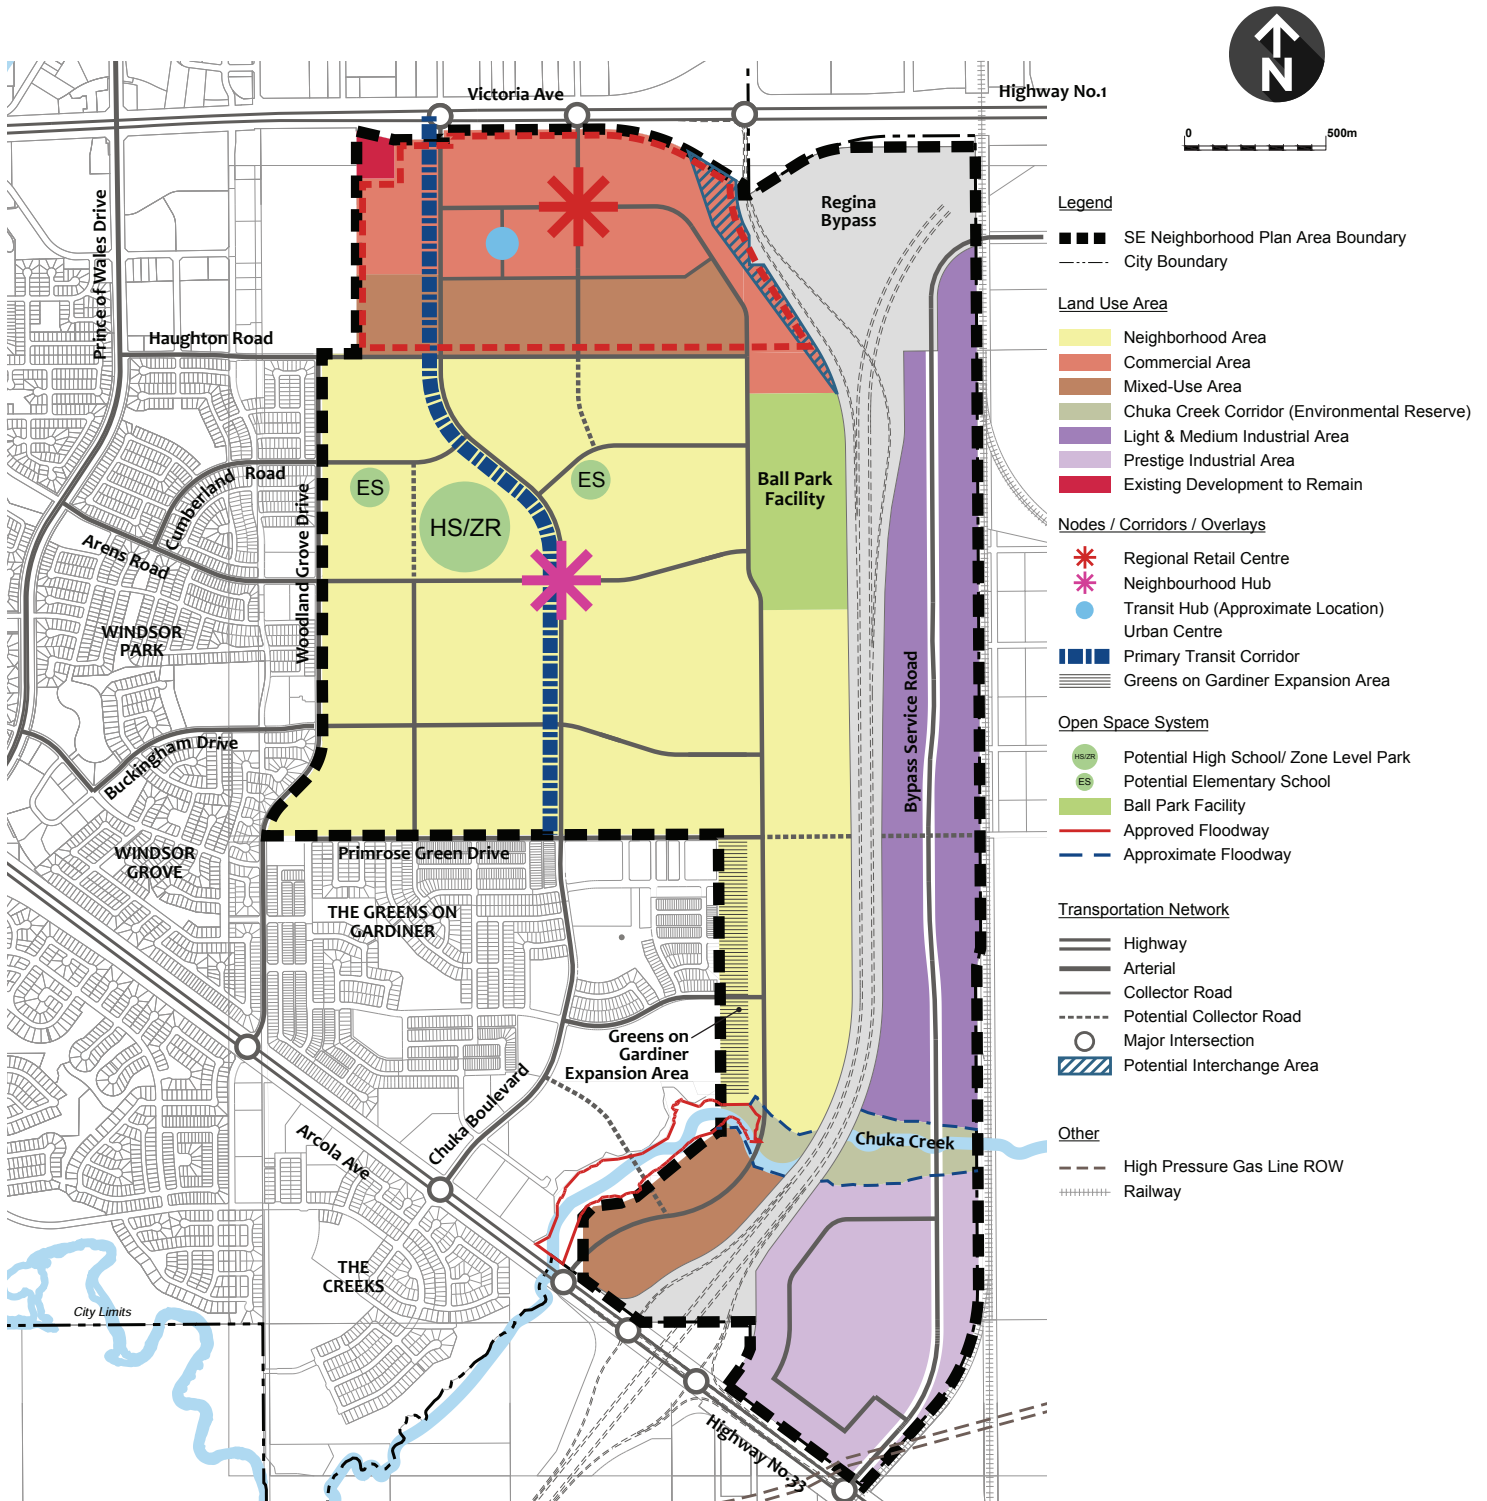 N
Victoria Ave
Highway No.1
0 500m
Prince of Wales Drive
Regina
Bypass
Haughton Road
Cumberland Road
Arens Road
Woodland Grove Drive
ES
ES
HS/ZR
Ball Park
Facility
WINDSOR
PARK
Buckingham Drive
Bypass Service Road
WINDSOR
GROVE
Primrose Green Drive
THE GREENS ON
GARDINER
Greens on
Gardiner
Expansion Area
Chuka Boulevard
Arcola Ave
Chuka Creek
THE
CREEKS
City Limits
Highway No.33
Legend
SE Neighborhood Plan Area Boundary
City Boundary
Land Use Area
Neighborhood Area
Commercial Area
Mixed-Use Area
Chuka Creek Corridor (Environmental Reserve)
Light & Medium Industrial Area
Prestige Industrial Area
Existing Development to Remain
Nodes / Corridors / Overlays
Regional Retail Centre
Neighbourhood Hub
Transit Hub (Approximate Location)
Urban Centre
Primary Transit Corridor
Greens on Gardiner Expansion Area
Open Space System
HS/ZR Potential High School/ Zone Level Park
ES Potential Elementary School
Ball Park Facility
Approved Floodway
Approximate Floodway
Transportation Network
Highway
Arterial
Collector Road
Potential Collector Road
Major Intersection
Potential Interchange Area
Other
High Pressure Gas Line ROW
Railway